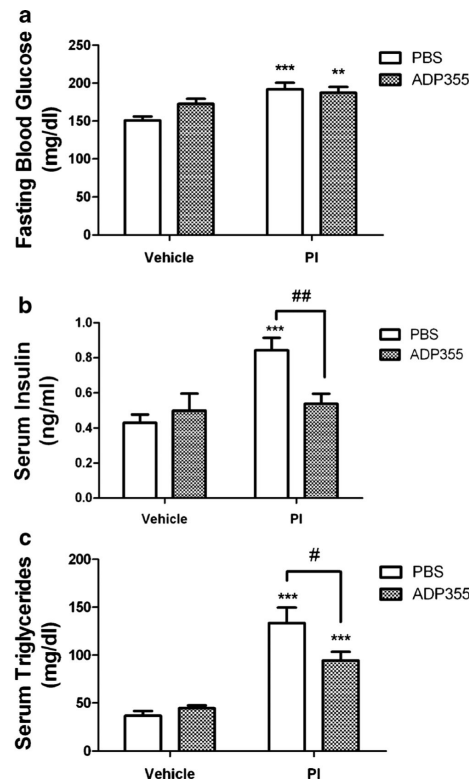 a
Fasting Blood Glucose
(mg/dl)
250
200
150
100
50
0
***
**
PBS
ADP355
Vehicle
PI
b
Serum Insulin
(ng/ml)
1.0
0.8
0.6
0.4
0.2
0.0
***
##
PBS
ADP355
Vehicle
PI
c
Serum Triglycerides
(mg/dl)
200
150
100
50
0
***
#
***
PBS
ADP355
Vehicle
PI